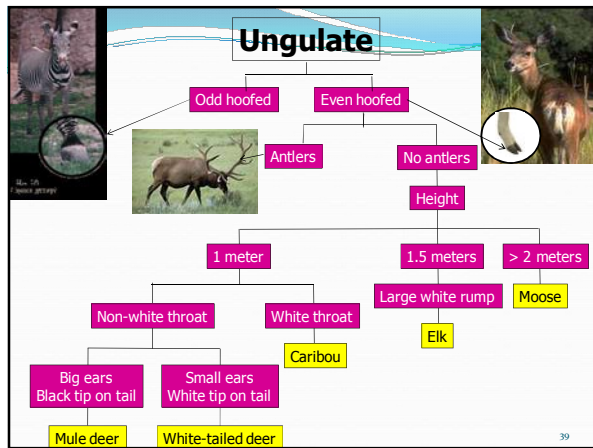 Ungulate
Odd hoofed
Even hoofed
Antlers
No antlers
Height
1 meter
1.5 meters
> 2 meters
Non-white throat
White throat
Large white rump
Moose
Elk
Caribou
Big ears
Black tip on tail
Small ears
White tip on tail
Mule deer
White-tailed deer
39